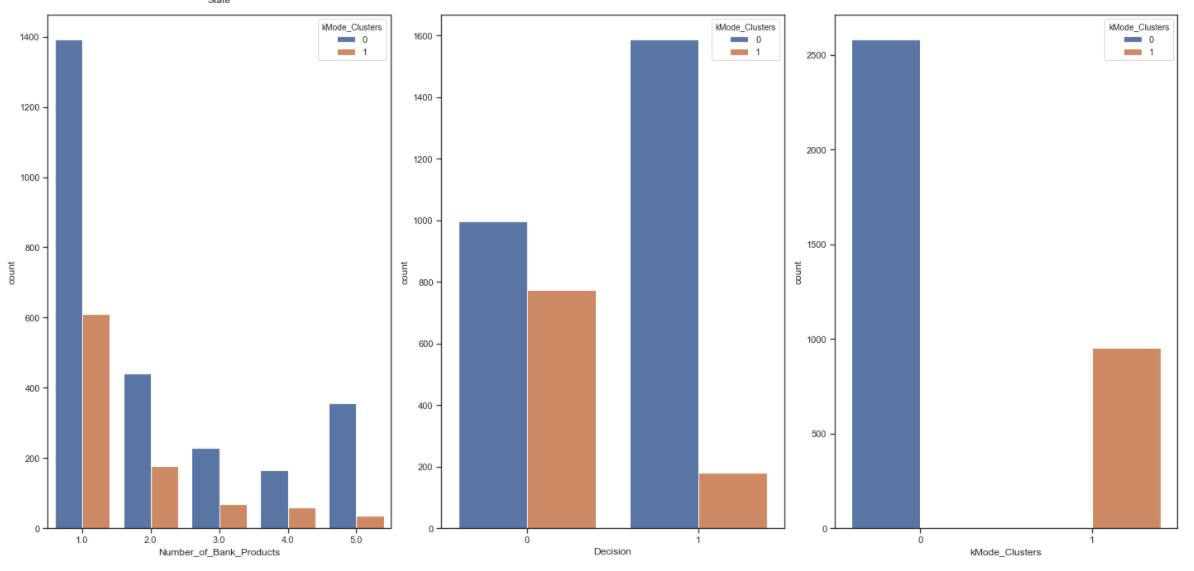 State
kMode_Clusters
0
1
1400
1200
1000
800
600
400
200
0
count
1.0 2.0 3.0 4.0 5.0
Number_of_Bank_Products
kMode_Clusters
0
1
1600
1400
1200
1000
800
600
400
200
0
count
0 1
Decision
kMode_Clusters
0
1
2500
2000
1500
1000
500
0
count
0 1
kMode_Clusters